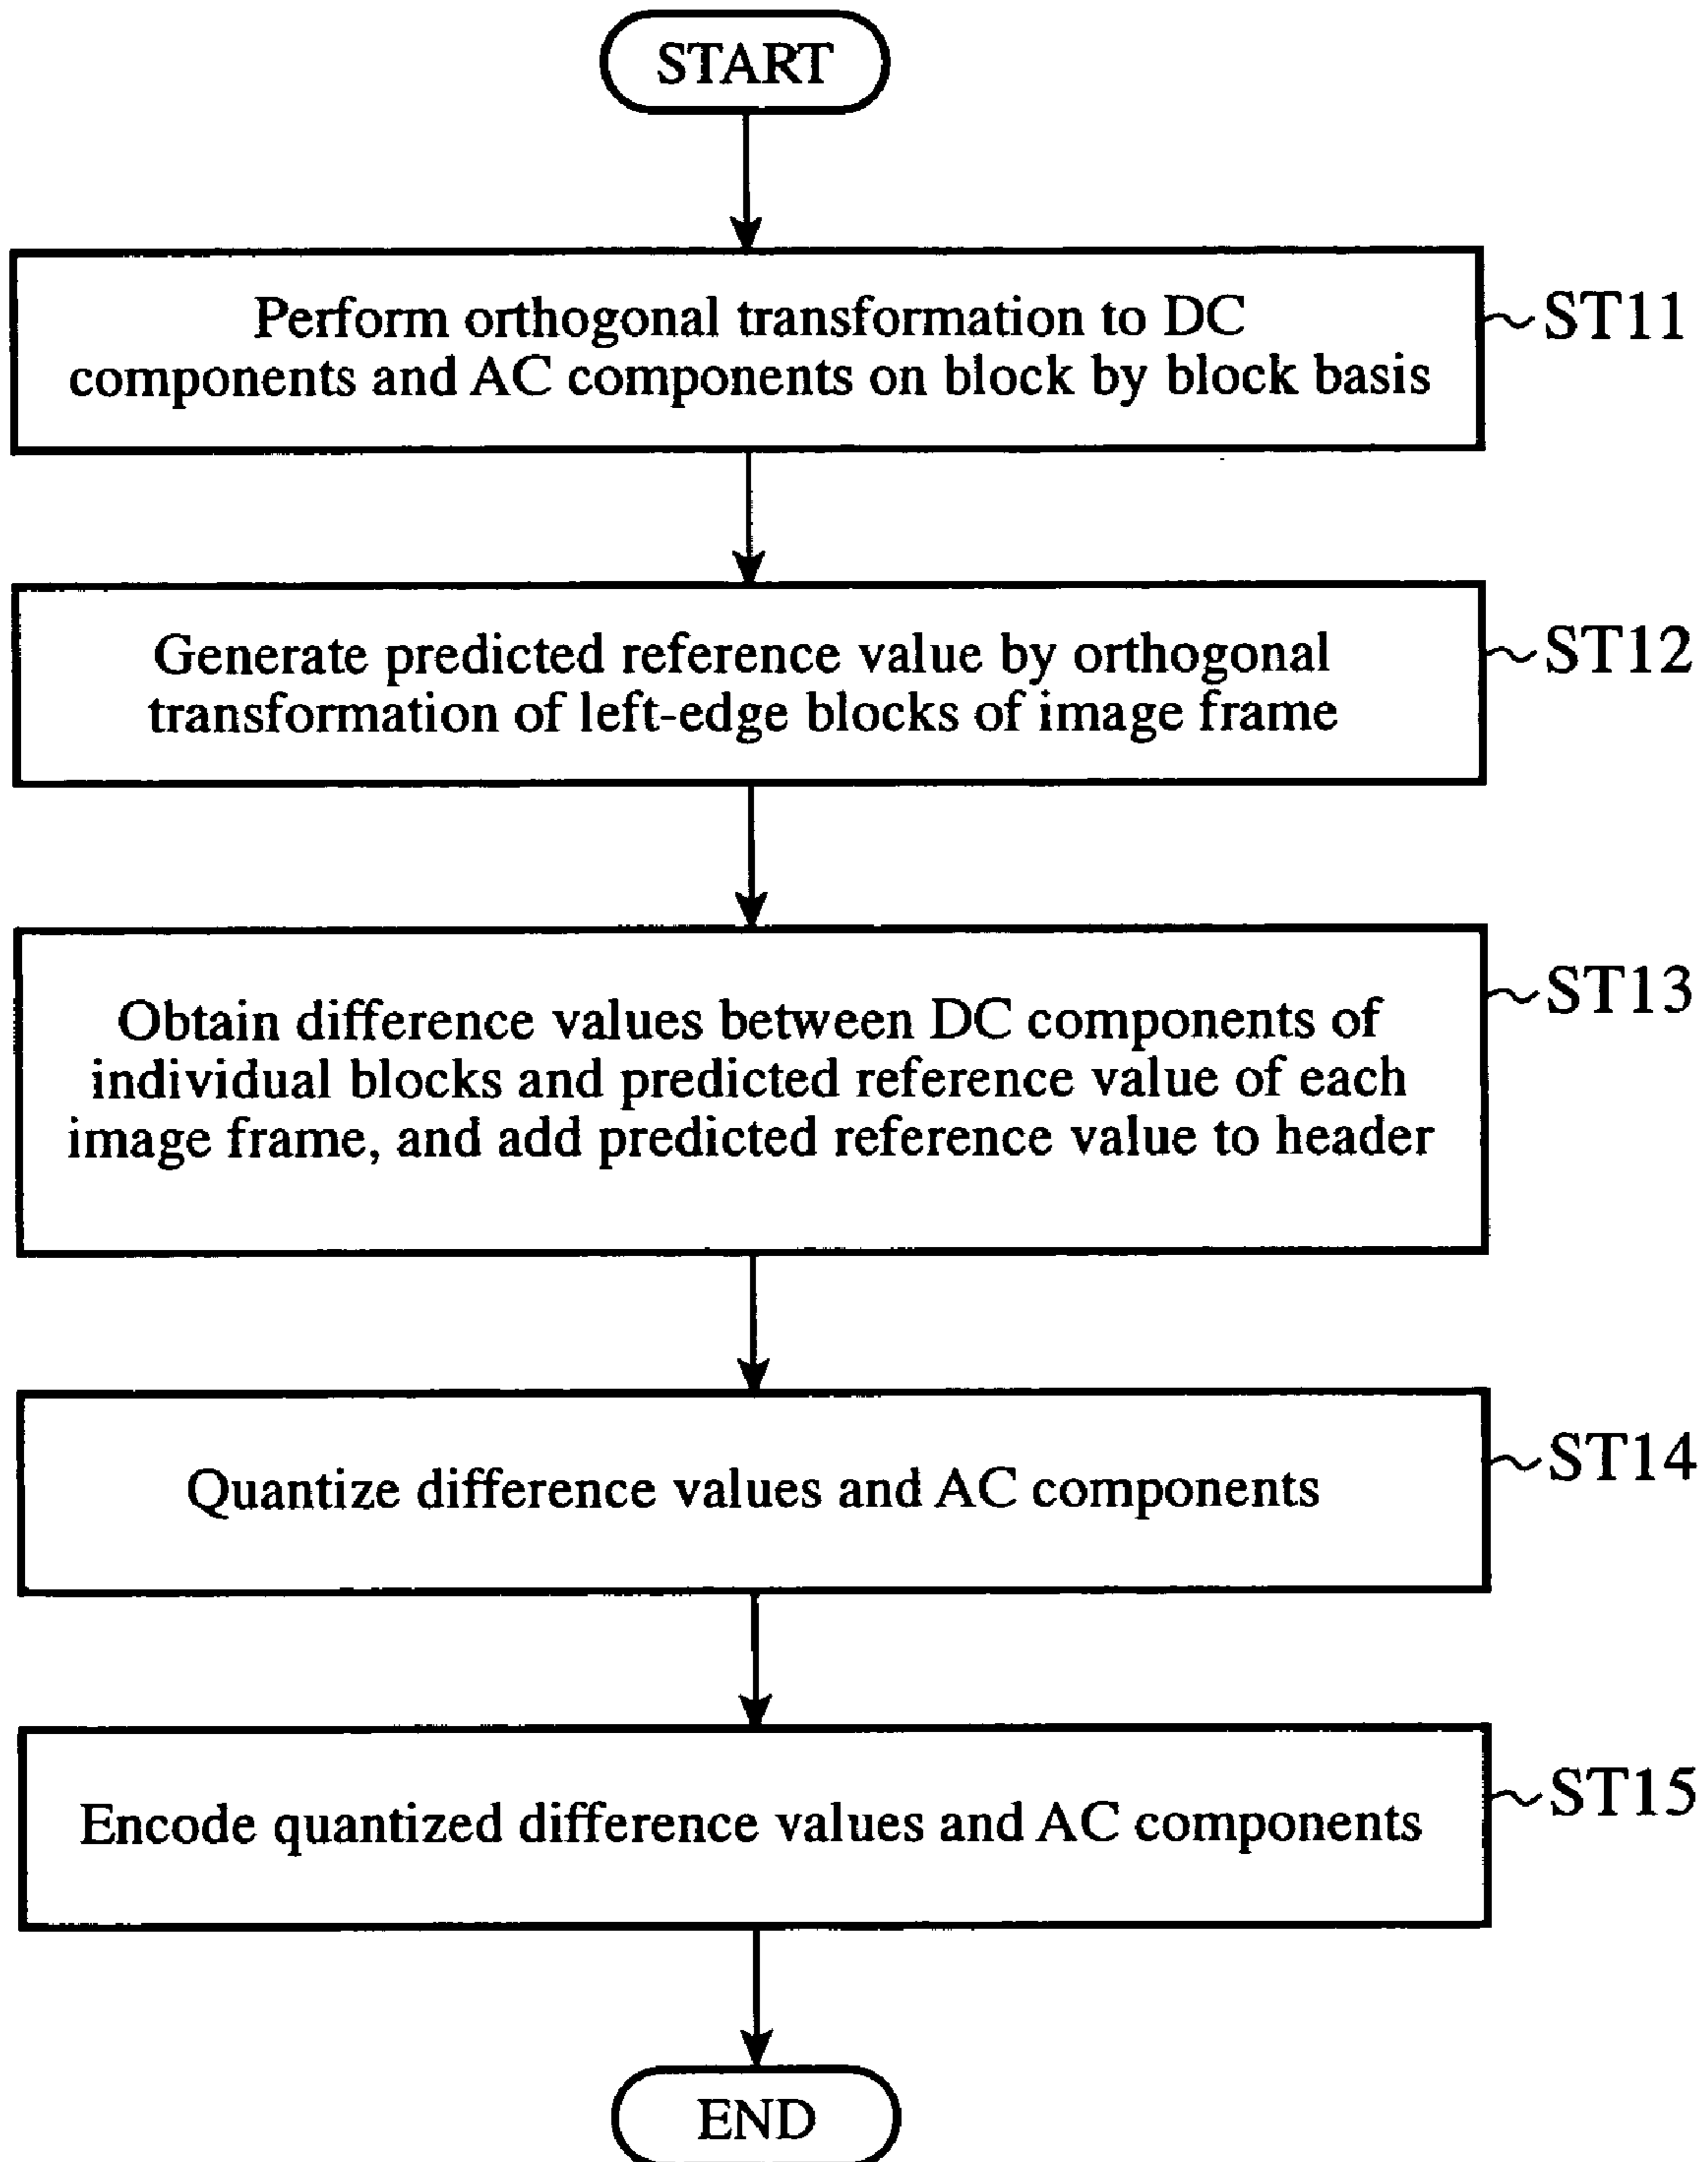 START
Perform orthogonal transformation to DC
components and AC components on block by block basis
ST11
Generate predicted reference value by orthogonal
transformation of left-edge blocks of image frame
ST12
Obtain difference values between DC components of
individual blocks and predicted reference value of each
image frame, and add predicted reference value to header
ST13
Quantize difference values and AC components
ST14
Encode quantized difference values and AC components
ST15
END